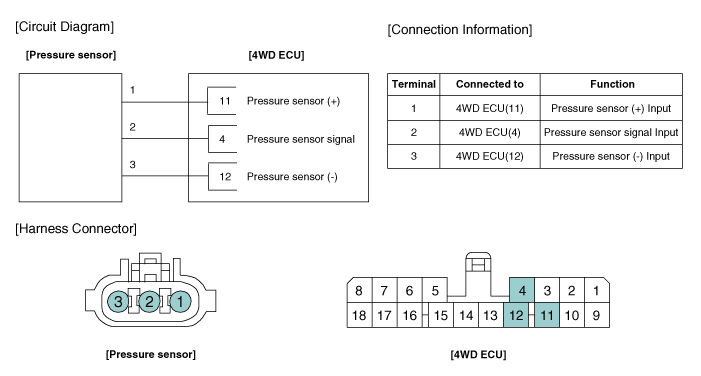 [Circuit Diagram]
[Connection Information]
[Pressure sensor]
[4WD ECU]
1
11
Pressure sensor (+)
2
4
Pressure sensor signal
3
12
Pressure sensor (-)
Terminal Connected to Function
1 4WD ECU(11) Pressure sensor (+) Input
2 4WD ECU(4) Pressure sensor signal Input
3 4WD ECU(12) Pressure sensor (-) Input
[Harness Connector]
3 2 1
[Pressure sensor]
8 7 6 5 4 3 2 1
18 17 16 15 14 13 12 11 10 9
[4WD ECU]